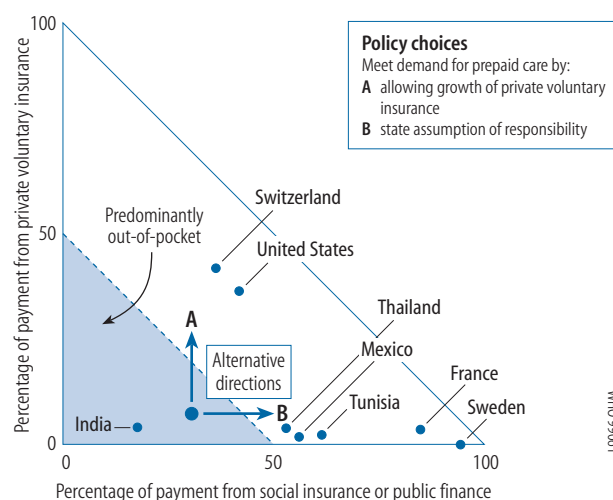 100
Percentage of payment from private voluntary insurance
Policy choices
Meet demand for prepaid care by:
A allowing growth of private voluntary
insurance
B state assumption of responsibility
Switzerland
Predominantly
out-of-pocket
United States
50
Thailand
A
Mexico
Alternative
directions
France
B
Tunisia
Sweden
India
0
0
50
100
Percentage of payment from social insurance or public finance
WHO 99061